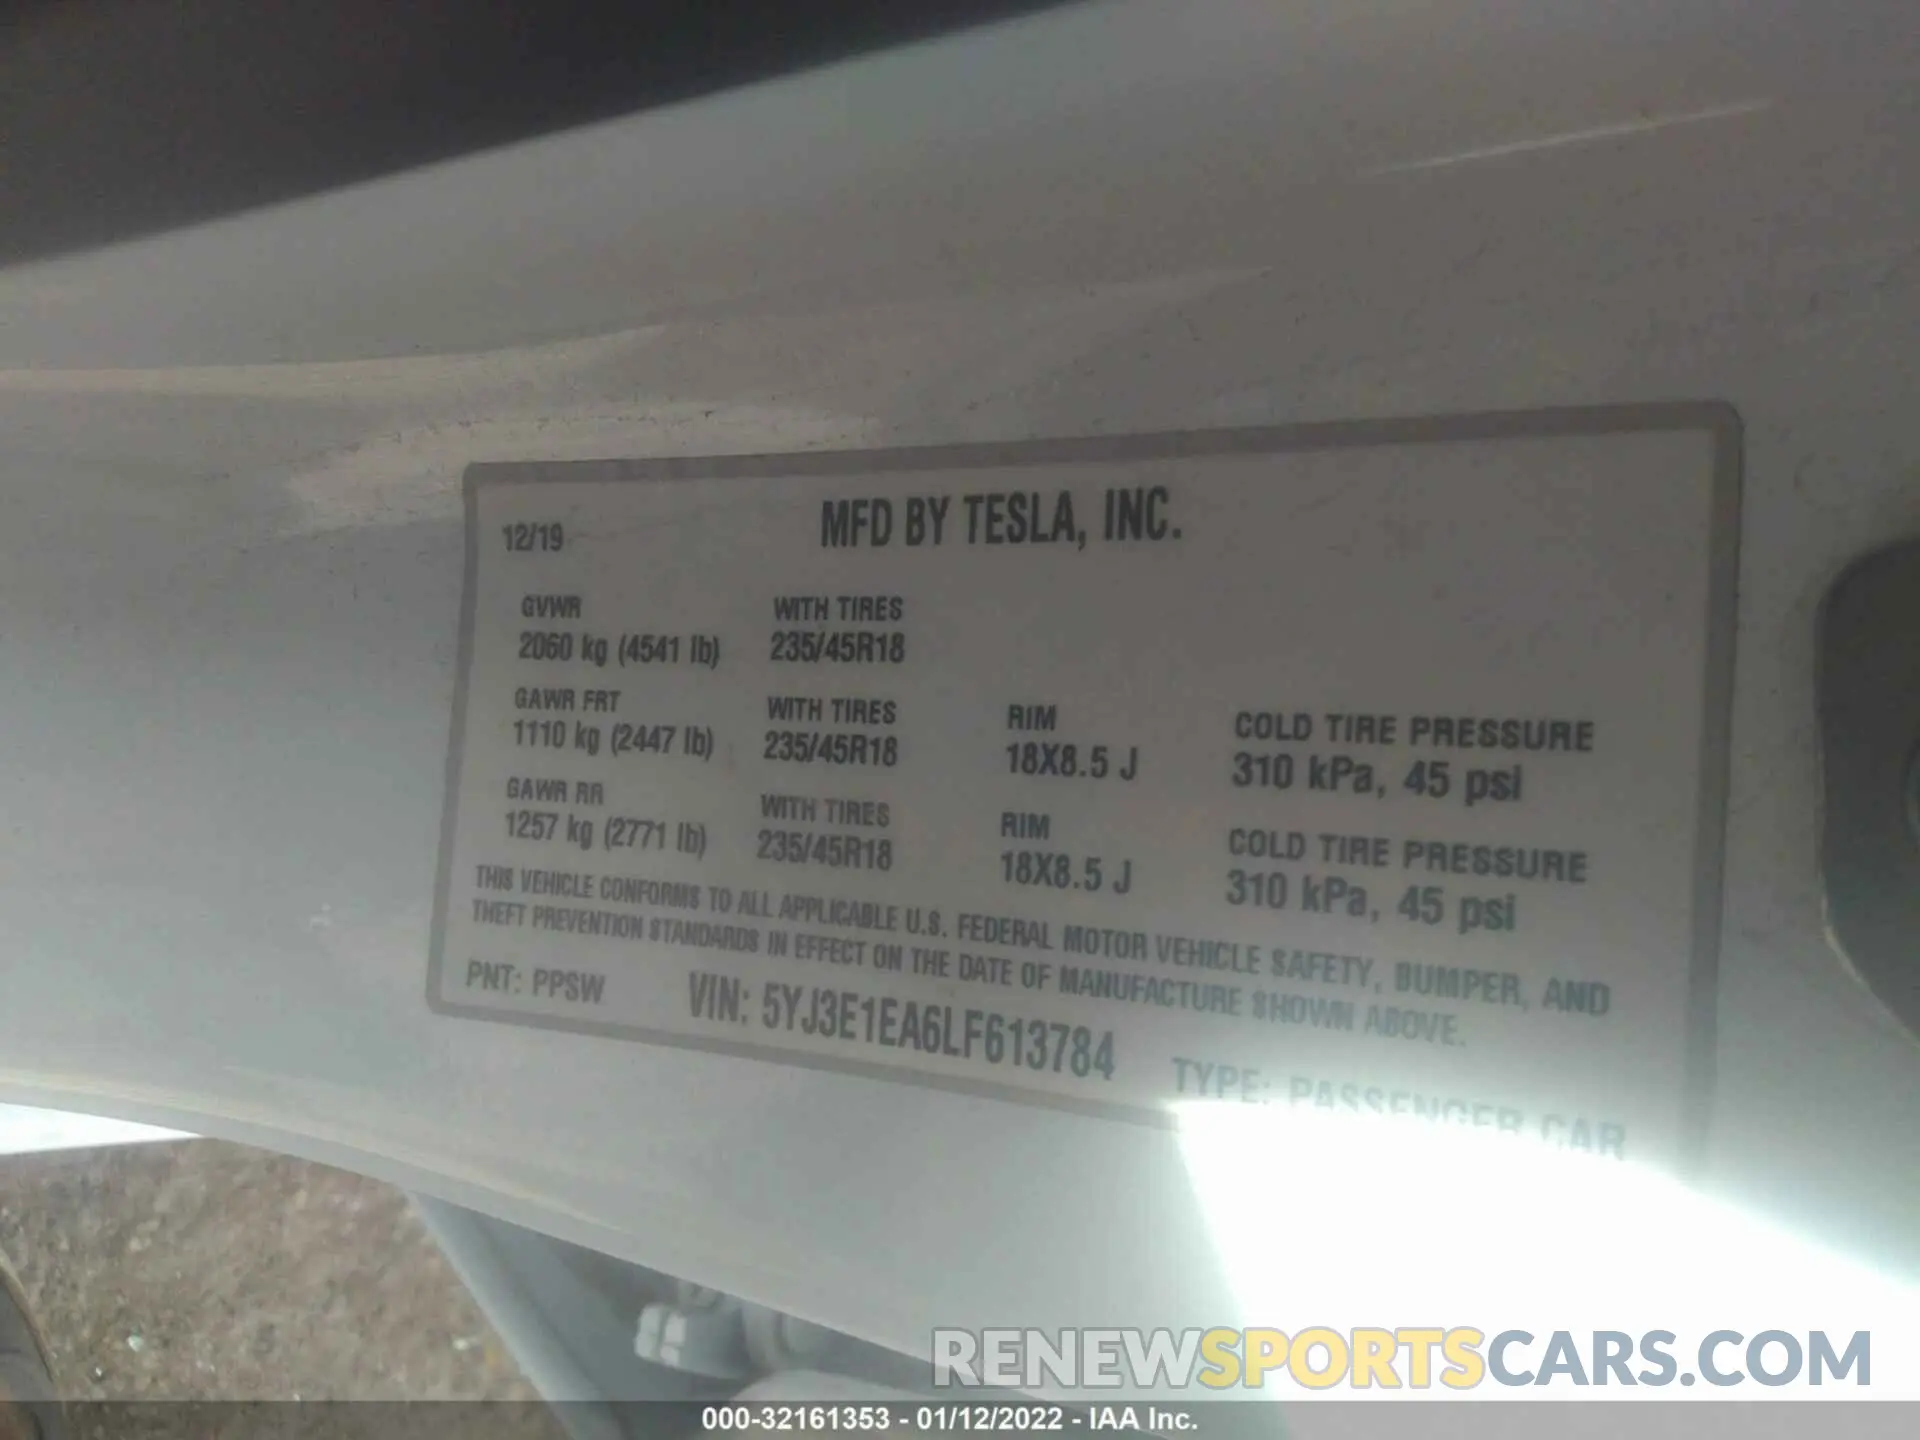 12/19 MFD BY TESLA, INC.
GVWR WITH TIRES
2060 kg (4541 lb) 235/45R18
GAWR FRT WITH TIRES RIM COLD TIRE PRESSURE
1110 kg (2447 lb) 235/45R18 18X8.5 J 310 kPa, 45 psi
GAWR RR WITH TIRES RIM COLD TIRE PRESSURE
1257 kg (2771 lb) 235/45R18 18X8.5 J 310 kPa, 45 psi
THIS VEHICLE CONFORMS TO ALL APPLICABLE U.S. FEDERAL MOTOR VEHICLE SAFETY, BUMPER, AND
THEFT PREVENTION STANDARDS IN EFFECT ON THE DATE OF MANUFACTURE SHOWN ABOVE.
PNT: PPSW VIN: 5YJ3E1EA6LF613784 TYPE: PASSENGER CAR
RENEWSPORTSCARS.COM
000-32161353 - 01/12/2022 - IAA Inc.